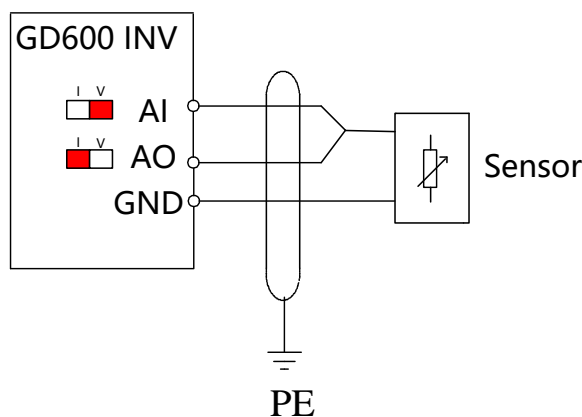 GD600 INV
I V
AI
I V
AO
GND
Sensor
PE